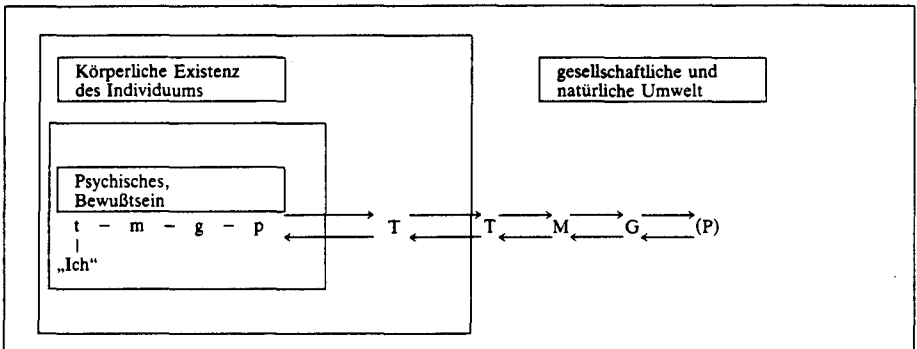 Körperliche Existenz
des Individuums
gesellschaftliche und
natürliche Umwelt
Psychisches,
Bewußtsein
t – m – g – p T T M G (P)
„Ich“